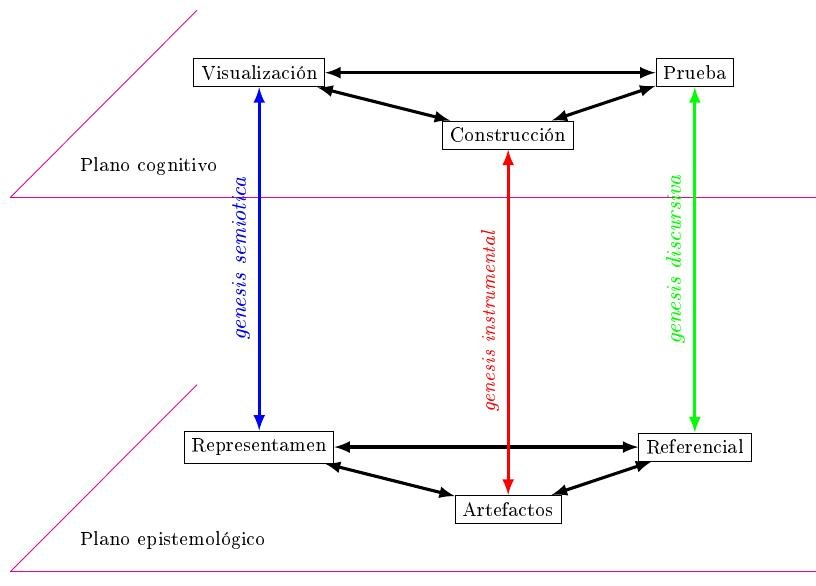 Visualización
Prueba
Construcción
Plano cognitivo
genesis semiotica
genesis instrumental
genesis discursiva
Representamen
Referencial
Artefactos
Plano epistemológico